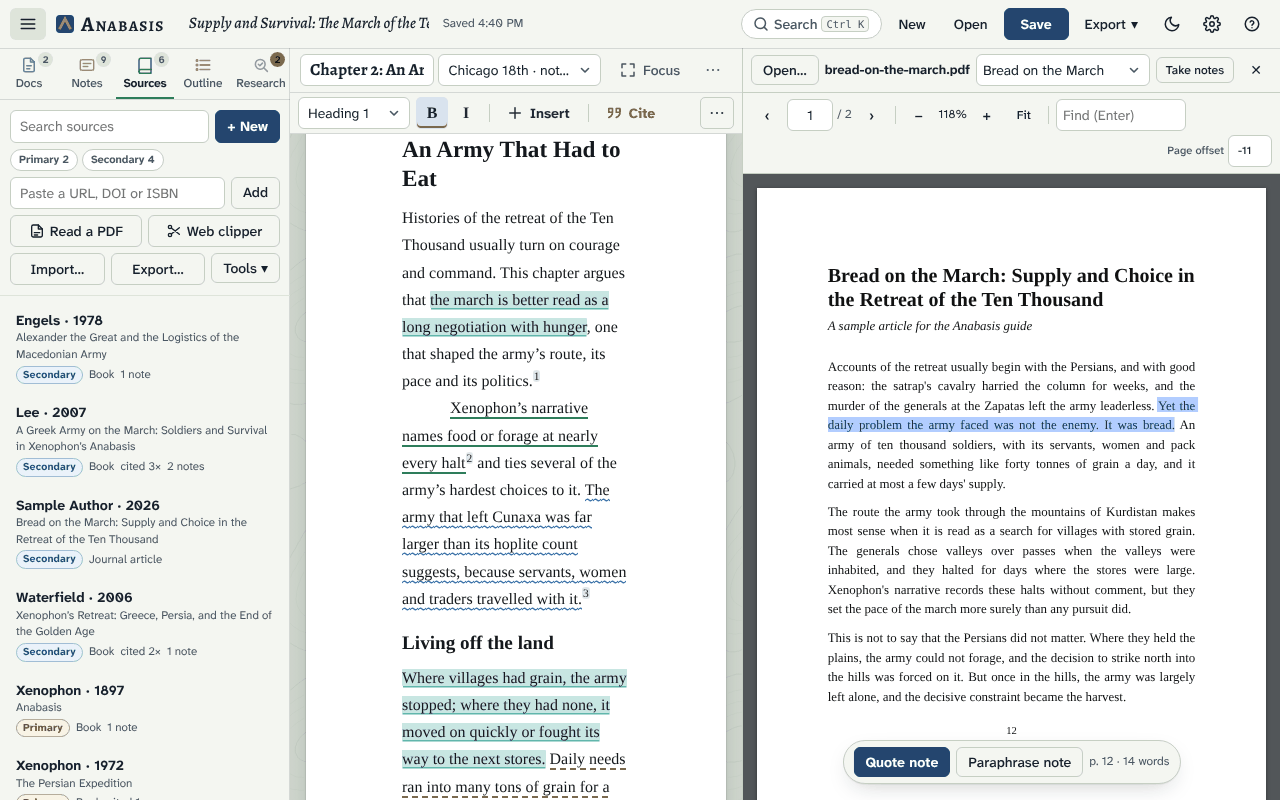 ANABASIS
Supply and Survival: The March of the Te
Saved 4:40 PM
Search Ctrl K
New
Open
Save
Export ▾
Docs 2
Notes 9
Sources 6
Outline
Research 2
Search sources
+ New
Primary 2
Secondary 4
Paste a URL, DOI or ISBN
Add
Read a PDF
Web clipper
Import...
Export...
Tools ▾
Engels · 1978
Alexander the Great and the Logistics of the
Macedonian Army
Secondary Book 1 note
Lee · 2007
A Greek Army on the March: Soldiers and Survival
in Xenophon's Anabasis
Secondary Book cited 3× 2 notes
Sample Author · 2026
Bread on the March: Supply and Choice in the
Retreat of the Ten Thousand
Secondary Journal article
Waterfield · 2006
Xenophon's Retreat: Greece, Persia, and the End of
the Golden Age
Secondary Book cited 2× 1 note
Xenophon · 1897
Anabasis
Primary Book 1 note
Xenophon · 1972
The Persian Expedition
Chapter 2: An Ar
Chicago 18th · not...
Focus
...
Heading 1
B
I
+ Insert
Cite
...
An Army That Had to
Eat
Histories of the retreat of the Ten
Thousand usually turn on courage
and command. This chapter argues
that the march is better read as a
long negotiation with hunger, one
that shaped the army’s route, its
pace and its politics.1
Xenophon’s narrative
names food or forage at nearly
every halt2 and ties several of the
army’s hardest choices to it. The
army that left Cunaxa was far
larger than its hoplite count
suggests, because servants, women
and traders travelled with it.3
Living off the land
Where villages had grain, the army
stopped; where they had none, it
moved on quickly or fought its
way to the next stores. Daily needs
ran into many tons of grain for a
Open...
bread-on-the-march.pdf
Bread on the March
Take notes
✕
‹
1 / 2
›
–
118%
+
Fit
Find (Enter)
Page offset -11
Bread on the March: Supply and Choice in
the Retreat of the Ten Thousand
A sample article for the Anabasis guide
Accounts of the retreat usually begin with the Persians, and with good
reason: the satrap's cavalry harried the column for weeks, and the
murder of the generals at the Zapatas left the army leaderless. Yet the
daily problem the army faced was not the enemy. It was bread. An
army of ten thousand soldiers, with its servants, women and pack
animals, needed something like forty tonnes of grain a day, and it
carried at most a few days' supply.
The route the army took through the mountains of Kurdistan makes
most sense when it is read as a search for villages with stored grain.
The generals chose valleys over passes when the valleys were
inhabited, and they halted for days where the stores were large.
Xenophon's narrative records these halts without comment, but they
set the pace of the march more surely than any pursuit did.
This is not to say that the Persians did not matter. Where they held the
plains, the army could not forage, and the decision to strike north into
the hills was forced on it. But once in the hills, the army was largely
left alone, and the decisive constraint became the harvest.
12
Quote note
Paraphrase note
p. 12 · 14 words